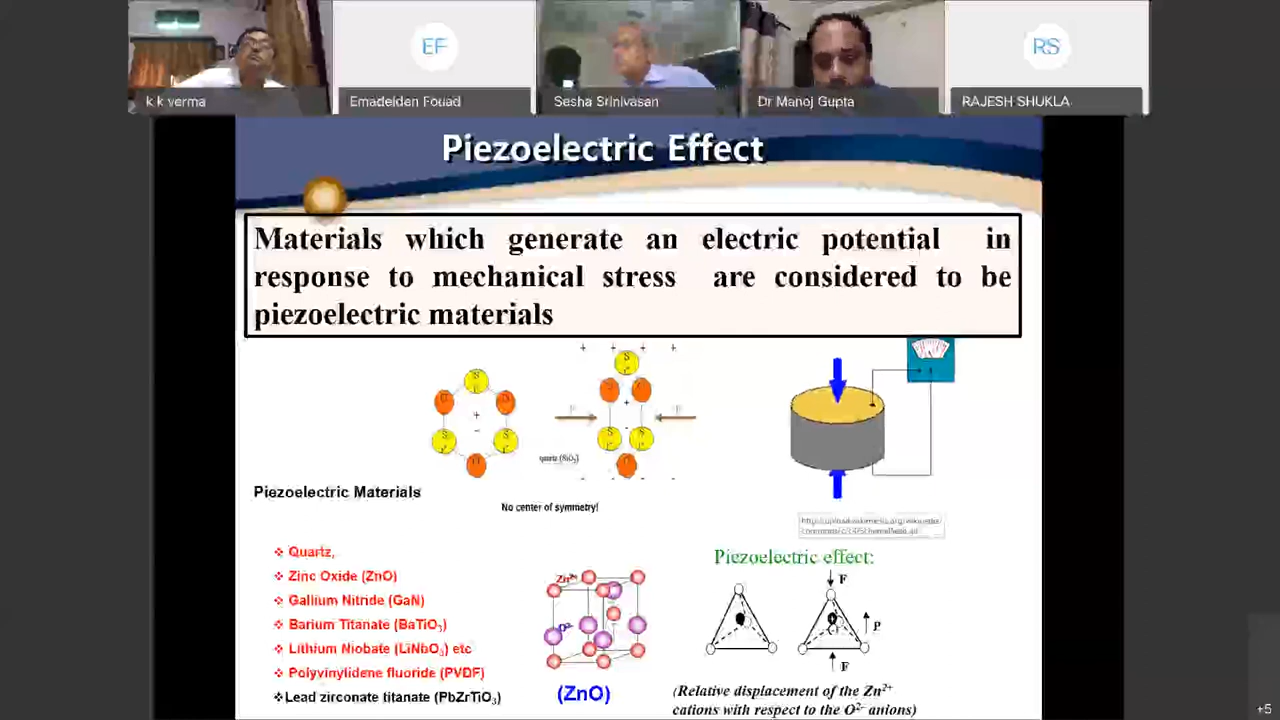 EF
RS
k k verma
Emadeldan Fouad
Sesha Srinivasan
Dr Manoj Gupta
RAJESH SHUKLA
Piezoelectric Effect
Materials which generate an electric potential in
response to mechanical stress are considered to be
piezoelectric materials
quartz (SiO₂)
Piezoelectric Materials
No center of symmetry!
❖ Quartz,
❖ Zinc Oxide (ZnO)
❖ Gallium Nitride (GaN)
❖ Barium Titanate (BaTiO₃)
❖ Lithium Niobate (LiNbO₃) etc
❖ Polyvinylidene fluoride (PVDF)
❖ Lead zirconate titanate (PbZrTiO₃)
Zn²⁺
O²⁻
(ZnO)
Piezoelectric effect:
F
P
F
(Relative displacement of the Zn²⁺
cations with respect to the O²⁻ anions)
+5